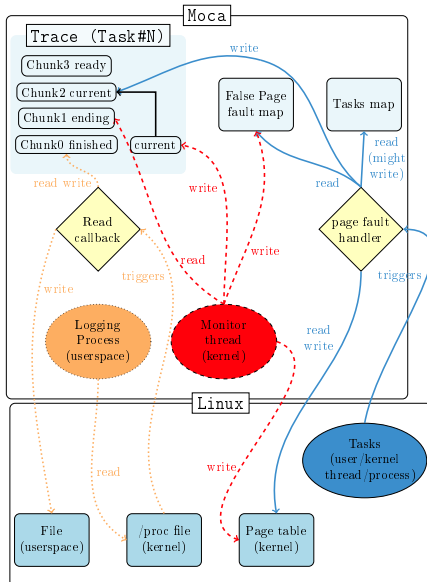 Moca
Trace (Task#N)
write
Chunk3 ready
Chunk2 current
Chunk1 ending
Chunk0 finished
current
False Page
fault map
Tasks map
read
(might
write)
read write
write
read
Read
callback
page fault
handler
write
read
triggers
triggers
write
Logging
Process
(userspace)
Monitor
thread
(kernel)
read
write
Linux
Tasks
(user/kernel
thread/process)
read
write
File
(userspace)
/proc file
(kernel)
Page table
(kernel)